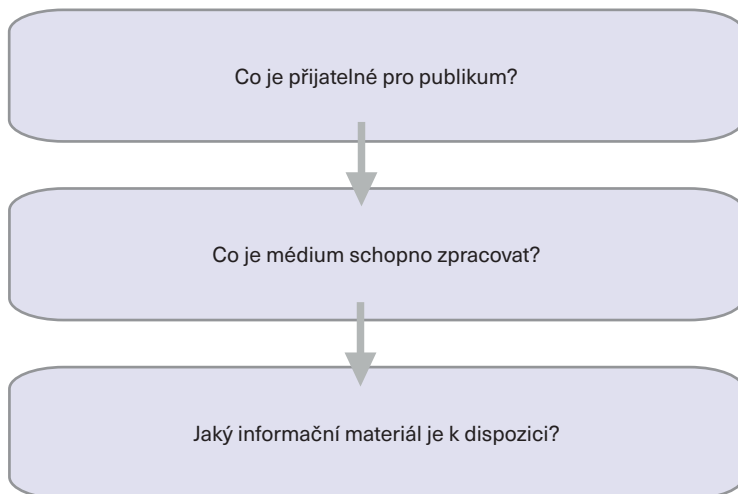 Co je přijatelné pro publikum?
Co je médium schopno zpracovat?
Jaký informační materiál je k dispozici?